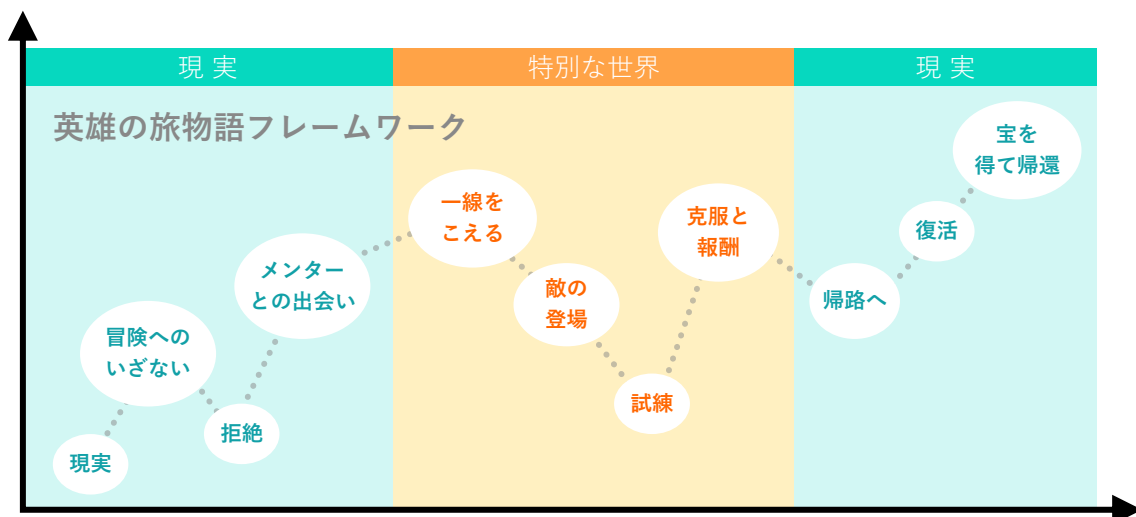 現実
特別な世界
現実
英雄の旅物語フレームワーク
現実
冒険への
いざない
拒絶
メンター
との出会い
一線を
こえる
敵の
登場
試練
克服と
報酬
帰路へ
復活
宝を
得て帰還